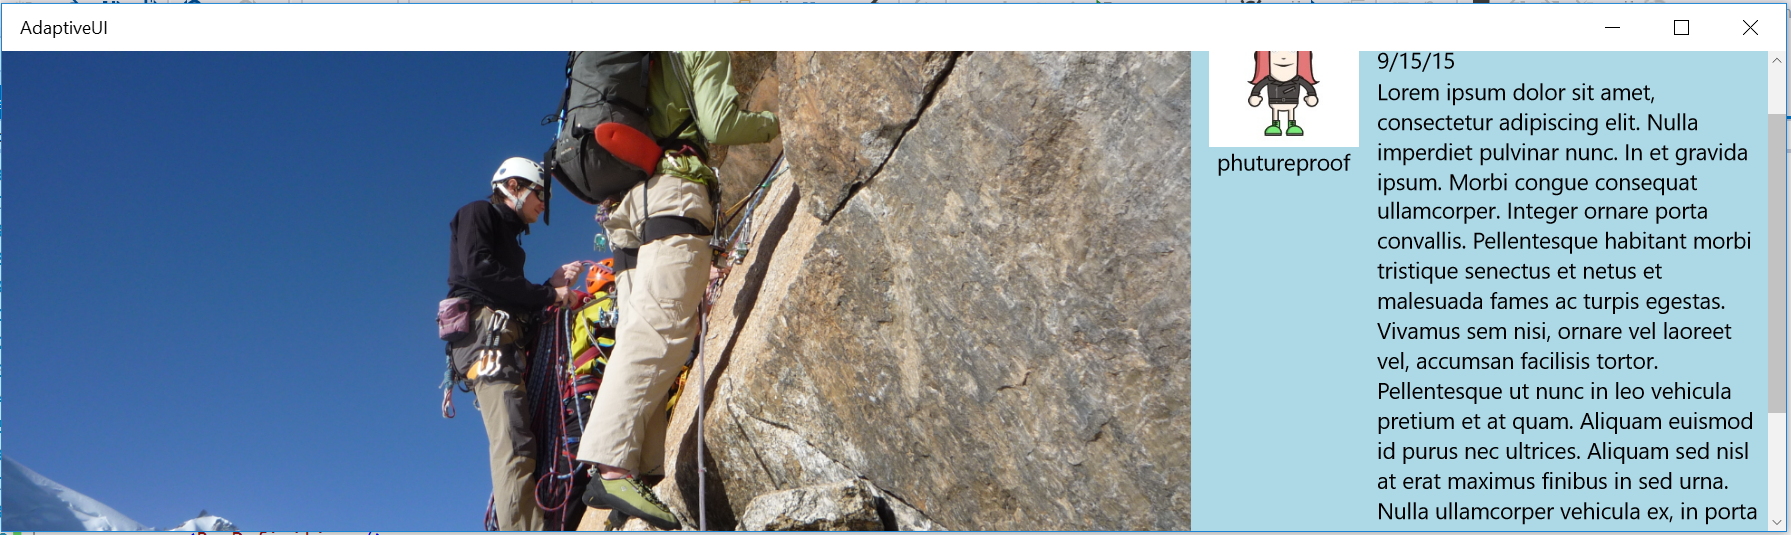 AdaptiveUI
9/15/15
phutureproof
Lorem ipsum dolor sit amet,
consectetur adipiscing elit. Nulla
imperdiet pulvinar nunc. In et gravida
ipsum. Morbi congue consequat
ullamcorper. Integer ornare porta
convallis. Pellentesque habitant morbi
tristique senectus et netus et
malesuada fames ac turpis egestas.
Vivamus sem nisi, ornare vel laoreet
vel, accumsan facilisis tortor.
Pellentesque ut nunc in leo vehicula
pretium et at quam. Aliquam euismod
id purus nec ultrices. Aliquam sed nisl
at erat maximus finibus in sed urna.
Nulla ullamcorper vehicula ex, in porta